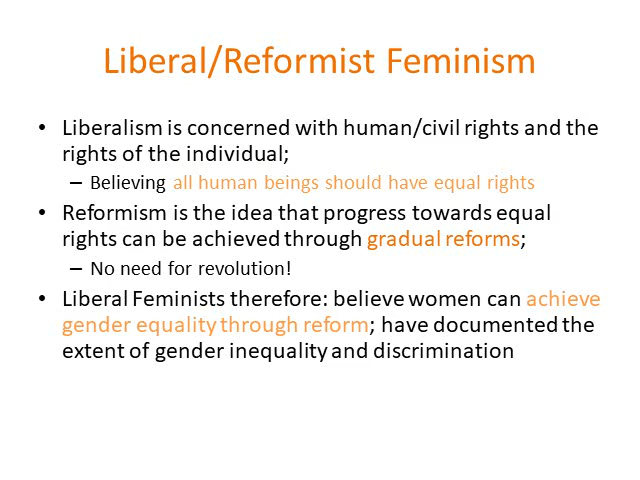 Liberal/Reformist Feminism
• Liberalism is concerned with human/civil rights and the
rights of the individual;
– Believing all human beings should have equal rights
• Reformism is the idea that progress towards equal
rights can be achieved through gradual reforms;
– No need for revolution!
• Liberal Feminists therefore: believe women can achieve
gender equality through reform; have documented the
extent of gender inequality and discrimination